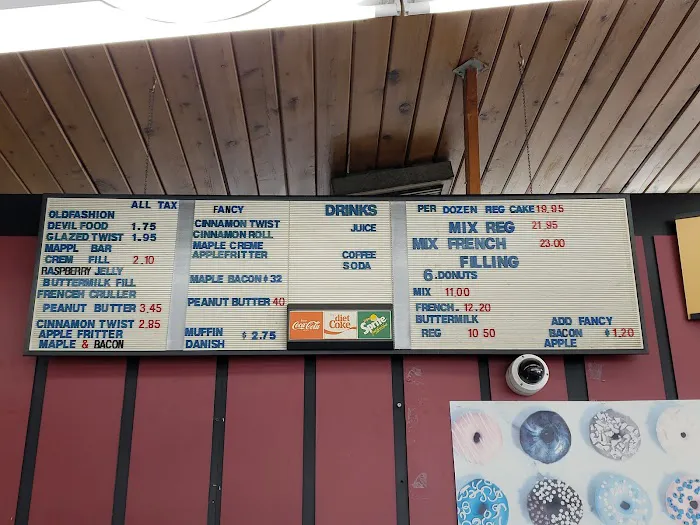 ALL TAX
OLDFASHION
DEVIL FOOD 1.75
GLAZED TWIST 1.95
MAPPL BAR
CREM FILL 2.10
RASPBERRY JELLY
BUTTERMILK FILL
FRENCEH CRULLER
PEANUT BUTTER 3.45
CINNAMON TWIST 2.85
APPLE FRITTER
MAPLE & BACON
FANCY
CINNAMON TWIST
CINNAMON ROLL
MAPLE CREME
APPLEFRITTER
MAPLE BACON $ 32
PEANUT BUTTER 40
MUFFIN $ 2.75
DANISH
DRINKS
JUICE
COFFEE
SODA
Coca-Cola
diet Coke
Sprite
PER DOZEN REG CAKE 19.95
MIX REG 21.95
MIX FRENCH 23.00
FILLING
6.DONUTS
MIX 11.00
FRENCH. 12.20
BUTTERMILK
REG 10 50
ADD FANCY
BACON $ 1.20
APPLE